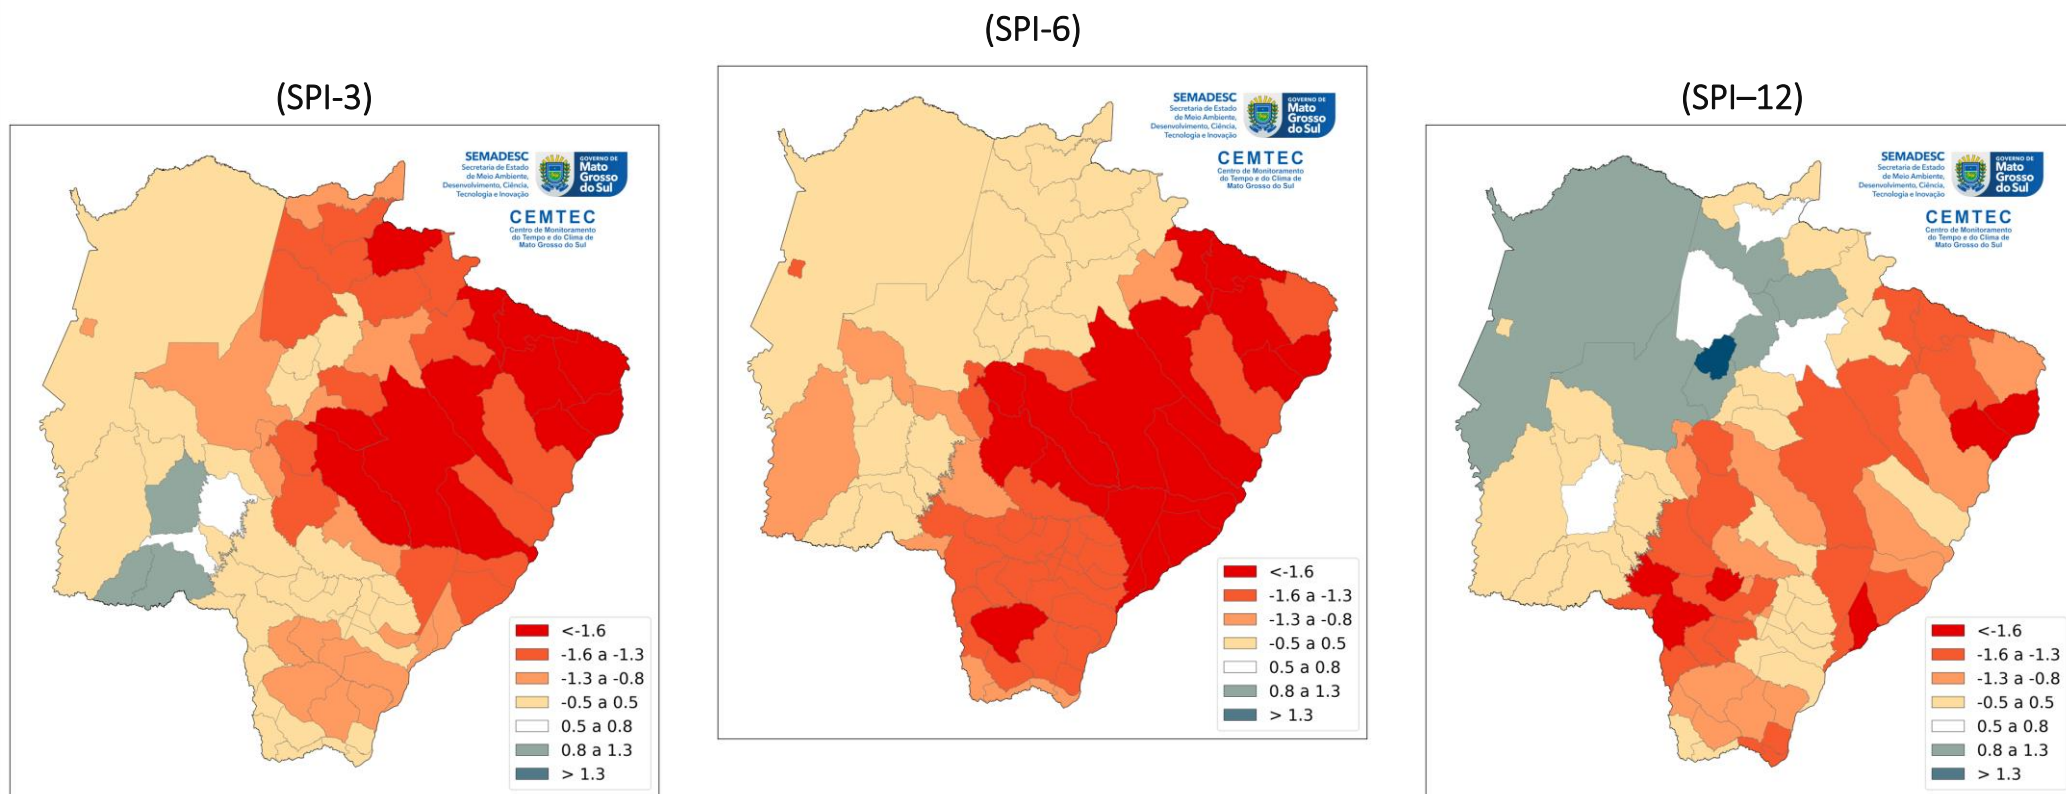 (SPI-3)
SEMADESC
Secretaria de Estado
de Meio Ambiente,
Desenvolvimento, Ciência,
Tecnologia e Inovação
GOVERNO DE
Mato
Grosso
do Sul
CEMTEC
Centro de Monitoramento
do Tempo e do Clima de
Mato Grosso do Sul
<-1.6
-1.6 a -1.3
-1.3 a -0.8
-0.5 a 0.5
0.5 a 0.8
0.8 a 1.3
> 1.3
(SPI-6)
SEMADESC
Secretaria de Estado
de Meio Ambiente,
Desenvolvimento, Ciência,
Tecnologia e Inovação
GOVERNO DE
Mato
Grosso
do Sul
CEMTEC
Centro de Monitoramento
do Tempo e do Clima de
Mato Grosso do Sul
<-1.6
-1.6 a -1.3
-1.3 a -0.8
-0.5 a 0.5
0.5 a 0.8
0.8 a 1.3
> 1.3
(SPI–12)
SEMADESC
Secretaria de Estado
de Meio Ambiente,
Desenvolvimento, Ciência,
Tecnologia e Inovação
GOVERNO DE
Mato
Grosso
do Sul
CEMTEC
Centro de Monitoramento
do Tempo e do Clima de
Mato Grosso do Sul
<-1.6
-1.6 a -1.3
-1.3 a -0.8
-0.5 a 0.5
0.5 a 0.8
0.8 a 1.3
> 1.3